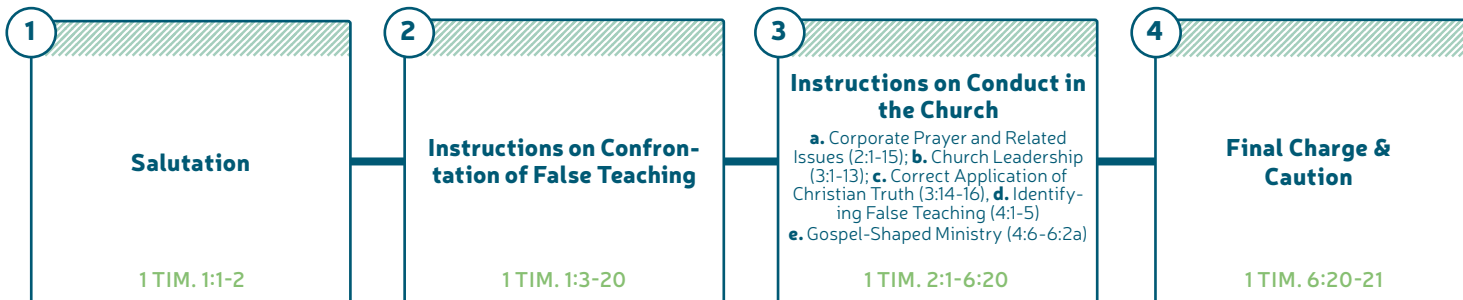 1
Salutation
1 TIM. 1:1-2
2
Instructions on Confron-
tation of False Teaching
1 TIM. 1:3-20
3
Instructions on Conduct in
the Church
a. Corporate Prayer and Related
Issues (2:1-15); b. Church Leadership
(3:1-13); c. Correct Application of
Christian Truth (3:14-16), d. Identify-
ing False Teaching (4:1-5)
e. Gospel-Shaped Ministry (4:6-6:2a)
1 TIM. 2:1-6:20
4
Final Charge &
Caution
1 TIM. 6:20-21